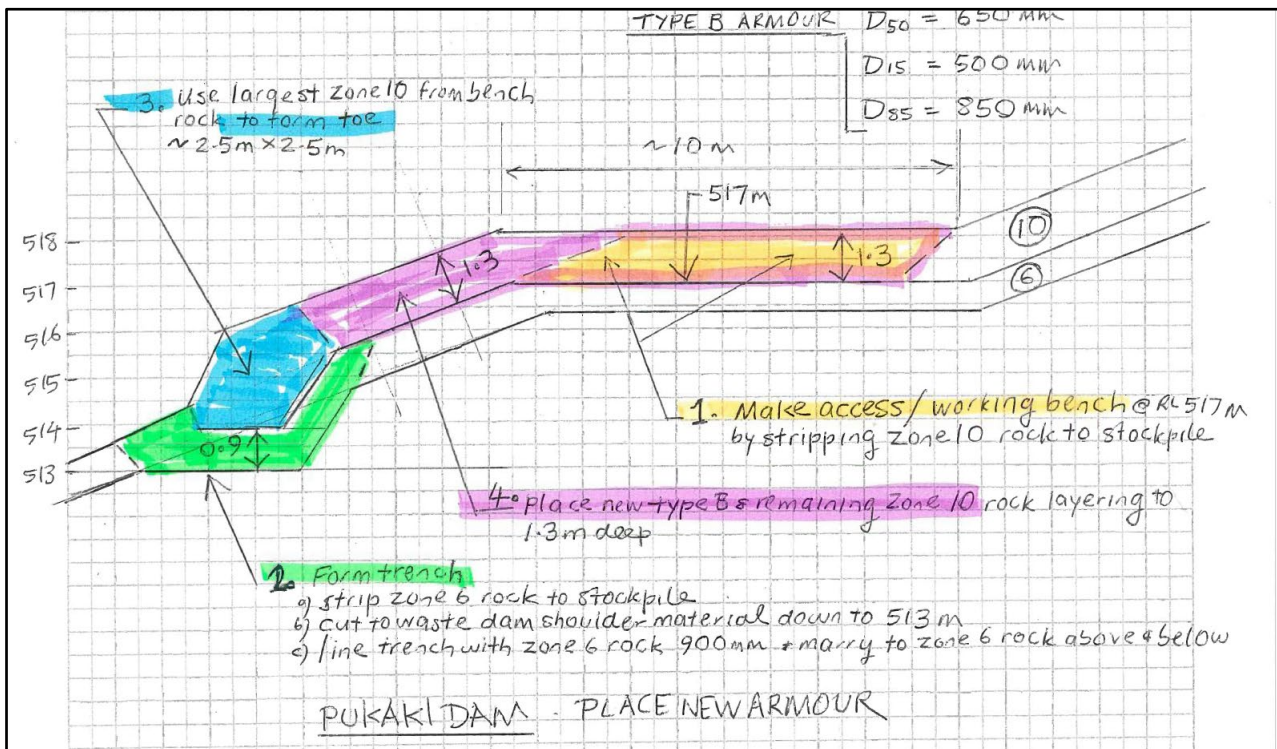 TYPE B ARMOUR D50 = 650 mm
D15 = 500 mm
D85 = 850 mm
3. Use largest zone 10 from bench
rock to form toe
~ 2.5m × 2.5m
~10 m
517m
518
517
516
515
514
513
1.3
1.3
10
6
0.9
1. Make access/working bench @ RL 517m
by stripping zone 10 rock to stockpile
4. Place new type B & remaining zone 10 rock layering to
1.3m deep
2. Form trench
a) strip zone 6 rock to stockpile
b) cut to waste dam shoulder material down to 513 m
c) line trench with zone 6 rock 900mm & marry to zone 6 rock above & below
PUKAKI DAM - PLACE NEW ARMOUR